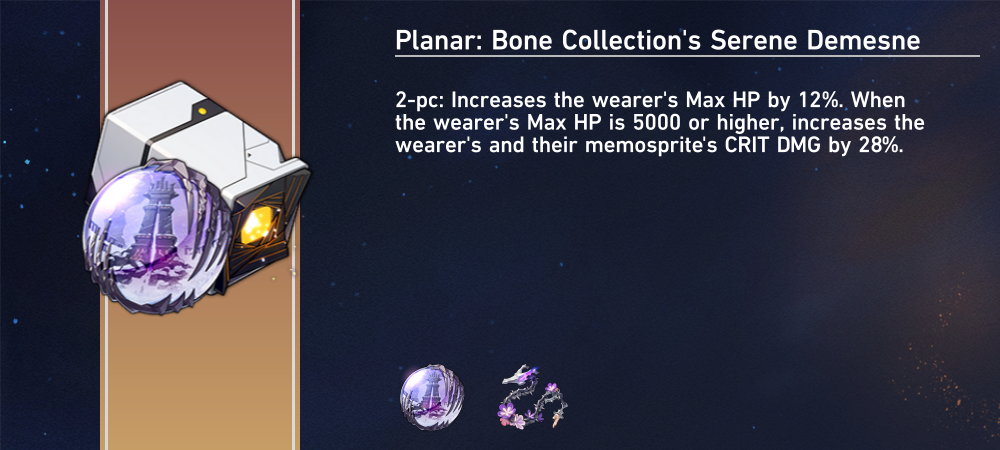 Planar: Bone Collection's Serene Demesne
2-pc: Increases the wearer's Max HP by 12%. When
the wearer's Max HP is 5000 or higher, increases the
wearer's and their memosprite's CRIT DMG by 28%.